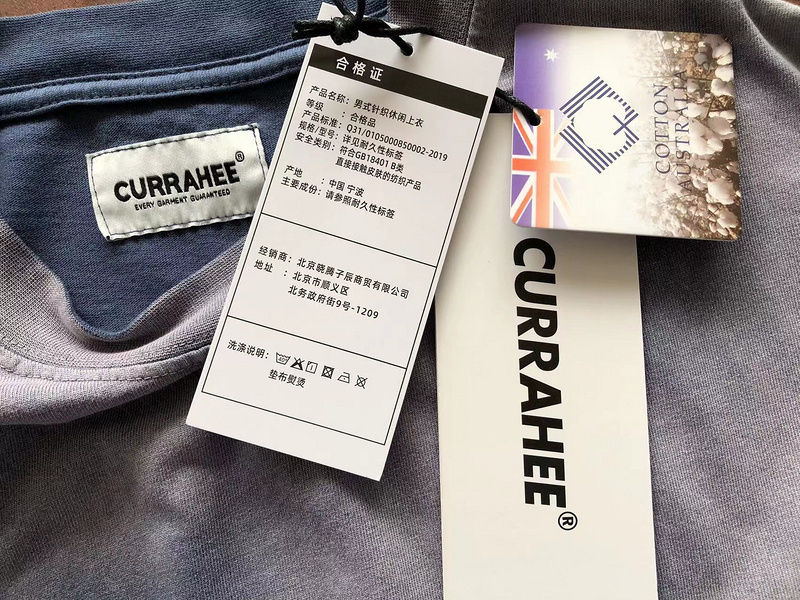 CURRAHEE®
EVERY GARMENT GUARANTEED
合格证
产品名称：男式针织休闲上衣
等级　　：合格品
产品标准：Q31/0105000850002-2019
规格/型号：详见耐久性标签
安全类别：符合GB18401 B类
直接接触皮肤的纺织产品
产地　　：中国 宁波
主要成份：请参照耐久性标签
经销商：北京晓腾子辰商贸有限公司
地址　：北京市顺义区
北务政府街9号-1209
洗涤说明：
垫布熨烫
COTTON
AUSTRALIA
CURRAHEE®